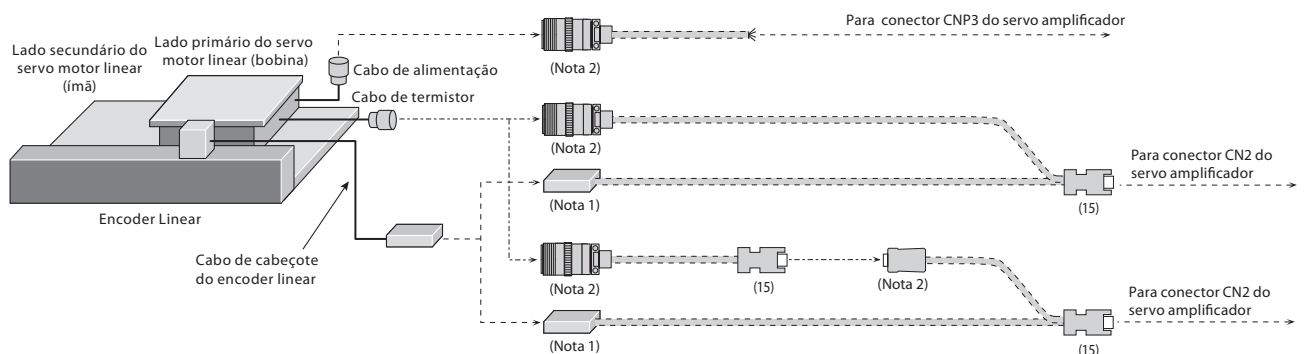 Para conector CNP3 do servo amplificador
Lado secundário do
servo motor linear
(ímã)
Lado primário do servo
motor linear (bobina)
(Nota 2)
Cabo de alimentação
Cabo de termistor
(Nota 2)
Para conector CN2 do
servo amplificador
(Nota 1)
(15)
Encoder Linear
Cabo de cabeçote
do encoder linear
(Nota 2)
(15)
(Nota 2)
Para conector CN2 do
servo amplificador
(Nota 1)
(15)